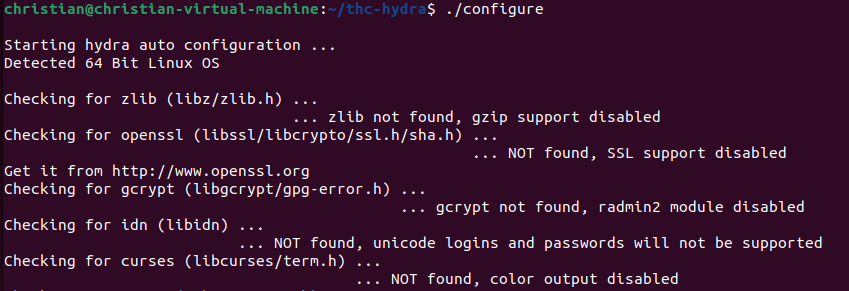 christian@christian-virtual-machine:~/thc-hydra$ ./configure
Starting hydra auto configuration ...
Detected 64 Bit Linux OS
Checking for zlib (libz/zlib.h) ...
... zlib not found, gzip support disabled
Checking for openssl (libssl/libcrypto/ssl.h/sha.h) ...
... NOT found, SSL support disabled
Get it from http://www.openssl.org
Checking for gcrypt (libgcrypt/gpg-error.h) ...
... gcrypt not found, radmin2 module disabled
Checking for idn (libidn) ...
... NOT found, unicode logins and passwords will not be supported
Checking for curses (libcurses/term.h) ...
... NOT found, color output disabled